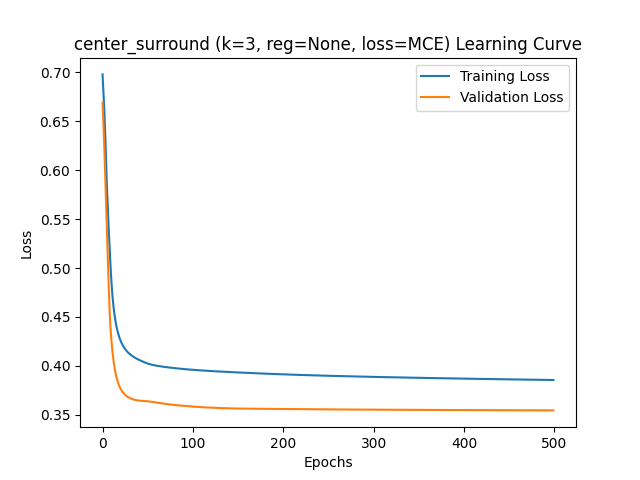 center_surround (k=3, reg=None, loss=MCE) Learning Curve
Training Loss
Validation Loss
Loss
0.70
0.65
0.60
0.55
0.50
0.45
0.40
0.35
0 100 200 300 400 500
Epochs